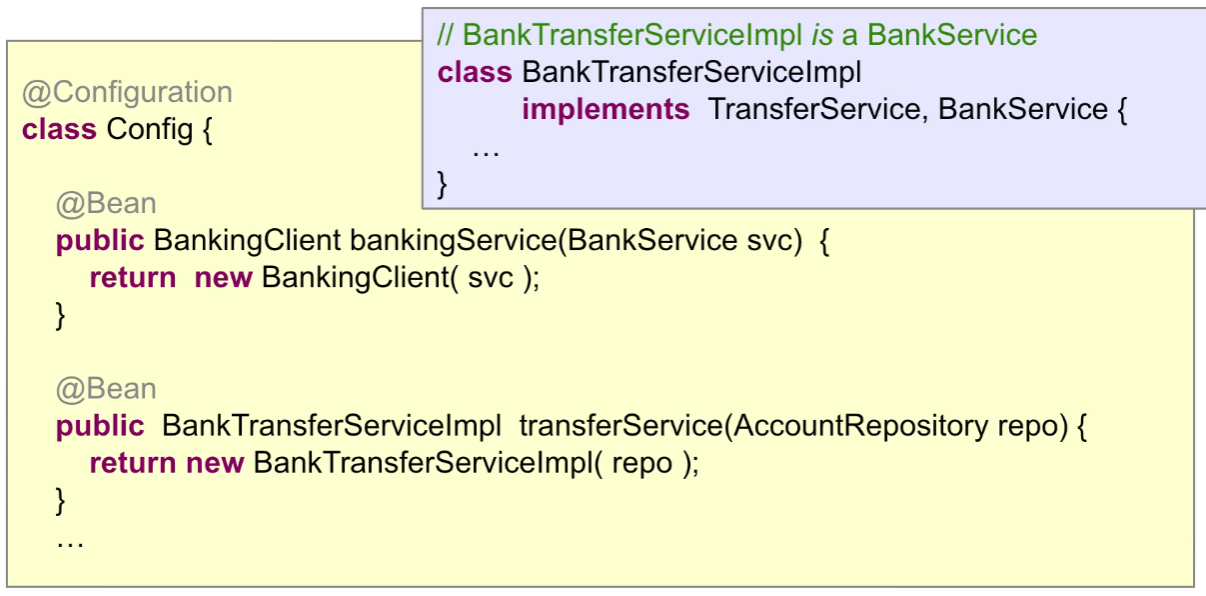 // BankTransferServiceImpl is a BankService
class BankTransferServiceImpl
implements TransferService, BankService {
…
}
@Configuration
class Config {
@Bean
public BankingClient bankingService(BankService svc) {
return new BankingClient( svc );
}
@Bean
public BankTransferServiceImpl transferService(AccountRepository repo) {
return new BankTransferServiceImpl( repo );
}
…